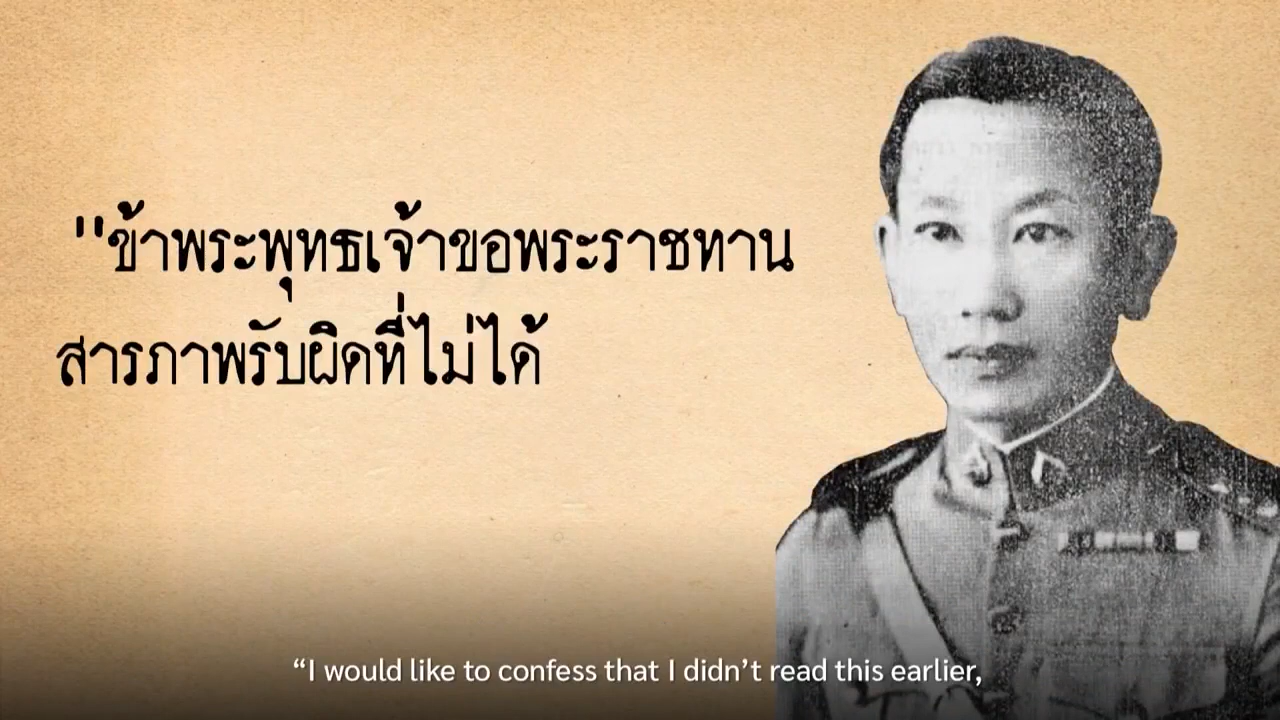 "ข้าพระพุทธเจ้าขอพระราชทาน
สารภาพรับผิดที่ไม่ได้
“I would like to confess that I didn’t read this earlier,